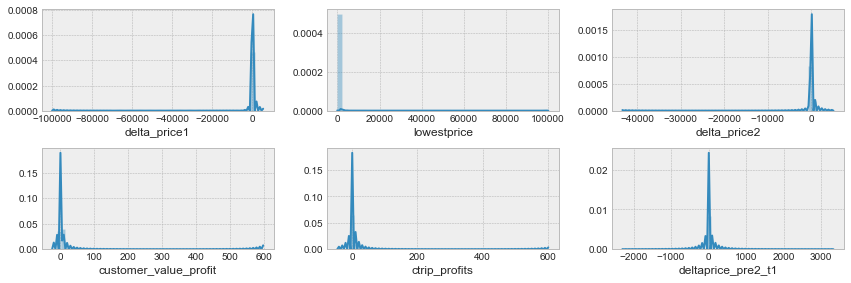 0.0008
0.0006
0.0004
0.0002
0.0000
−100000 −80000 −60000 −40000 −20000 0
delta_price1
0.0004
0.0002
0.0000
0 20000 40000 60000 80000 100000
lowestprice
0.0015
0.0010
0.0005
0.0000
−40000 −30000 −20000 −10000 0
delta_price2
0.15
0.10
0.05
0.00
0 100 200 300 400 500 600
customer_value_profit
0.15
0.10
0.05
0.00
0 200 400 600
ctrip_profits
0.02
0.01
0.00
−2000 −1000 0 1000 2000 3000
deltaprice_pre2_t1